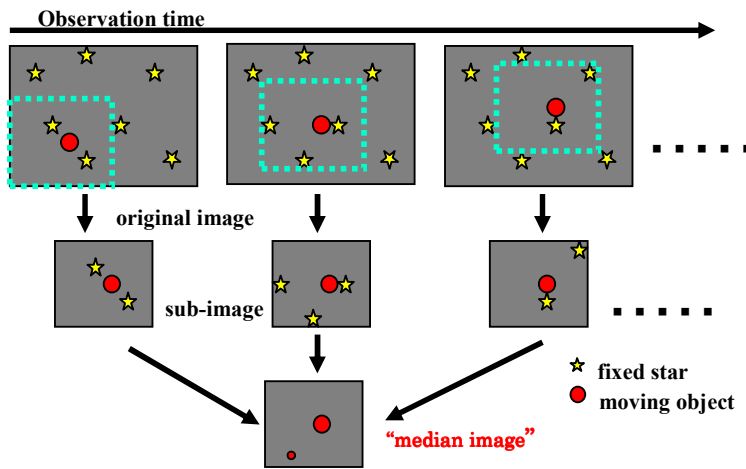 Observation time
original image
sub-image
fixed star
moving object
“median image”